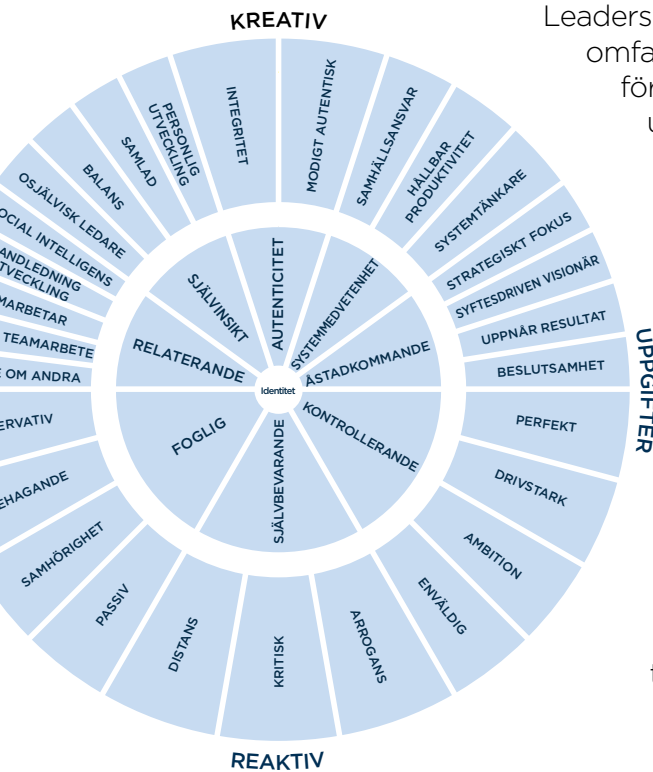 KREATIV
Leaders
omfa
för
u
INTEGRITET
MODIGT AUTENTISK
SAMHÄLLSANSVAR
HÅLLBAR
PRODUKTIVITET
SYSTEMTÄNKARE
STRATEGISKT FOKUS
SYFTESDRIVEN VISIONÄR
UPPNÅR RESULTAT
BESLUTSAMHET
UPPGIFTER
PERFEKT
DRIVSTARK
AMBITION
ENVÄLDIG
ARROGANS
KRITISK
DISTANS
PASSIV
SAMHÖRIGHET
EHAGANDE
ERVATIV
E OM ANDRA
TEAMARBETE
MARBETAR
ANDLEDNING
TVECKLING
OCIAL INTELLIGENS
OSJÄLVISK LEDARE
BALANS
SAMLAD
PERSONLIG
UTVECKLING
RELATERANDE
SJÄLVINSIKT
AUTENTICITET
SYSTEMMEDVETENHET
ÅSTADKOMMANDE
Identitet
KONTROLLERANDE
SJÄLVBEVARANDE
FOGLIG
REAKTIV